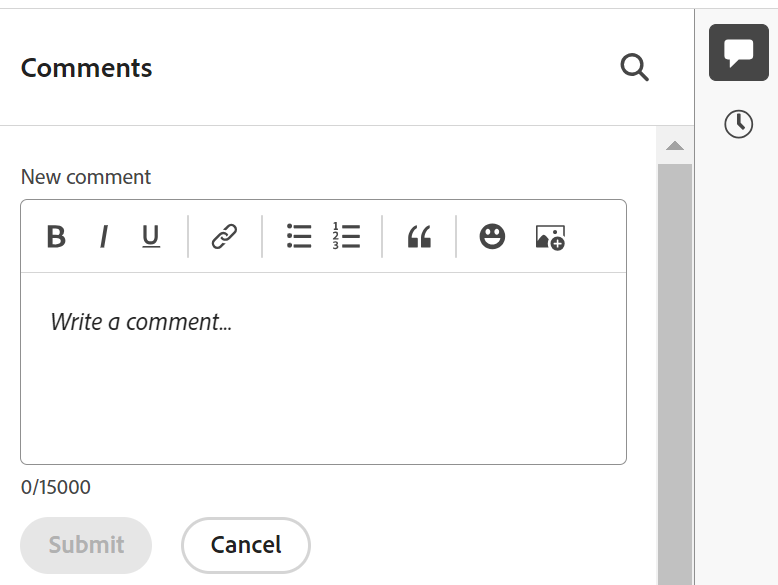 Comments
New comment
B I U
Write a comment...
0/15000
Submit Cancel